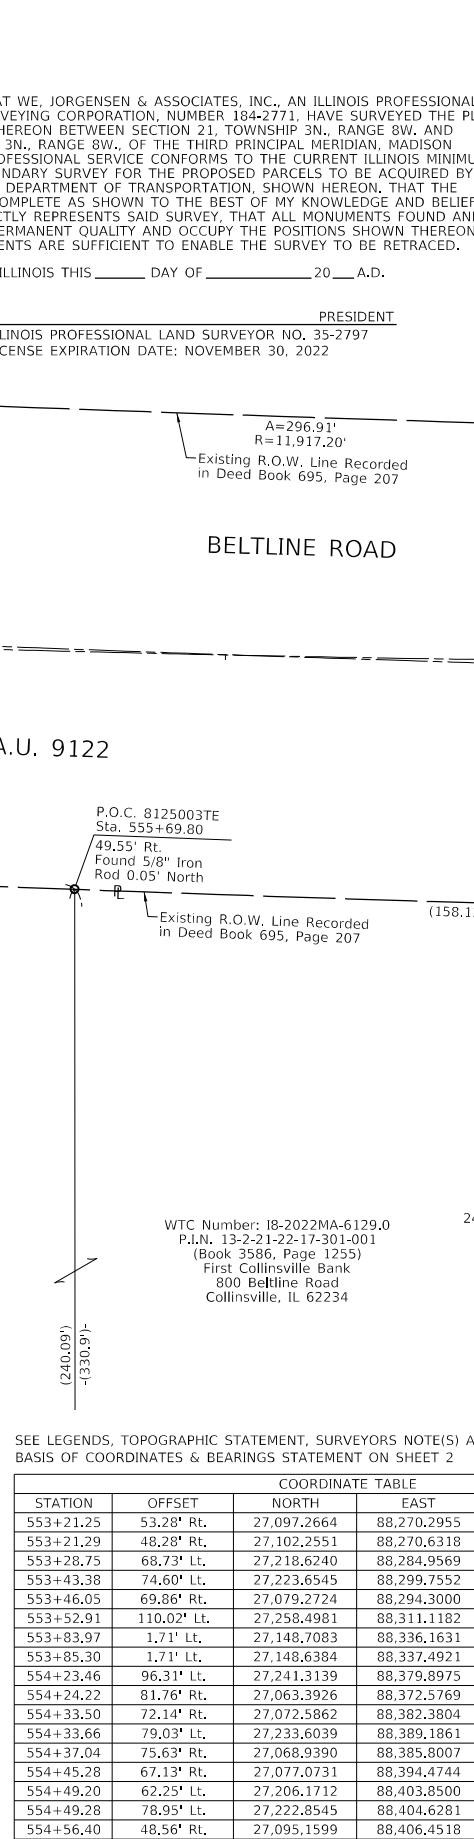 AT WE, JORGENSEN & ASSOCIATES, INC., AN ILLINOIS PROFESSIONAL
VEYING CORPORATION, NUMBER 184-2771, HAVE SURVEYED THE PL
HEREON BETWEEN SECTION 21, TOWNSHIP 3N., RANGE 8W. AND
3N., RANGE 8W., OF THE THIRD PRINCIPAL MERIDIAN, MADISON
OFESSIONAL SERVICE CONFORMS TO THE CURRENT ILLINOIS MINIMU
NDARY SURVEY FOR THE PROPOSED PARCELS TO BE ACQUIRED BY
DEPARTMENT OF TRANSPORTATION, SHOWN HEREON. THAT THE
OMPLETE AS SHOWN TO THE BEST OF MY KNOWLEDGE AND BELIEF
CTLY REPRESENTS SAID SURVEY, THAT ALL MONUMENTS FOUND AN
ERMANENT QUALITY AND OCCUPY THE POSITIONS SHOWN THEREON
ENTS ARE SUFFICIENT TO ENABLE THE SURVEY TO BE RETRACED.
ILLINOIS THIS ______ DAY OF ____________ 20 __ A.D.
PRESIDENT
LINOIS PROFESSIONAL LAND SURVEYOR NO. 35-2797
CENSE EXPIRATION DATE: NOVEMBER 30, 2022
A=296.91'
R=11,917.20'
Existing R.O.W. Line Recorded
in Deed Book 695, Page 207
BELTLINE ROAD
A.U. 9122
P.O.C. 8125003TE
Sta. 555+69.80
49.55' Rt.
Found 5/8" Iron
Rod 0.05' North
PL
Existing R.O.W. Line Recorded
in Deed Book 695, Page 207
(158.1
24
WTC Number: I8-2022MA-6129.0
P.I.N. 13-2-21-22-17-301-001
(Book 3586, Page 1255)
First Collinsville Bank
800 Beltline Road
Collinsville, IL 62234
(240.09')
-(330.9')-
SEE LEGENDS, TOPOGRAPHIC STATEMENT, SURVEYORS NOTE(S) A
BASIS OF COORDINATES & BEARINGS STATEMENT ON SHEET 2
COORDINATE TABLE
STATION OFFSET NORTH EAST
553+21.25 53.28' Rt. 27,097.2664 88,270.2955
553+21.29 48.28' Rt. 27,102.2551 88,270.6318
553+28.75 68.73' Lt. 27,218.6240 88,284.9569
553+43.38 74.60' Lt. 27,223.6545 88,299.7552
553+46.05 69.86' Rt. 27,079.2724 88,294.3000
553+52.91 110.02' Lt. 27,258.4981 88,311.1182
553+83.97 1.71' Lt. 27,148.7083 88,336.1631
553+85.30 1.71' Lt. 27,148.6384 88,337.4921
554+23.46 96.31' Lt. 27,241.3139 88,379.8975
554+24.22 81.76' Rt. 27,063.3926 88,372.5769
554+33.50 72.14' Rt. 27,072.5862 88,382.3804
554+33.66 79.03' Lt. 27,233.6039 88,389.1861
554+37.04 75.63' Rt. 27,068.9390 88,385.8007
554+45.28 67.13' Rt. 27,077.0731 88,394.4744
554+49.20 62.25' Lt. 27,206.1712 88,403.8500
554+49.28 78.95' Lt. 27,222.8545 88,404.6281
554+56.40 48.56' Rt. 27,095.1599 88,406.4518